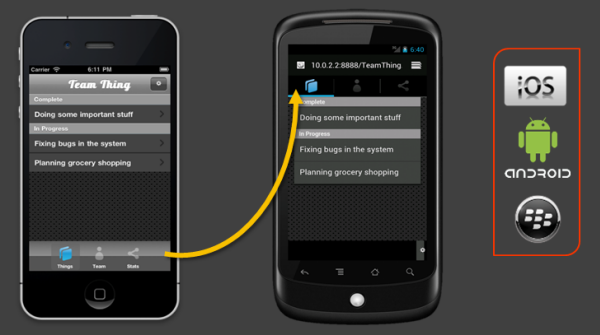 Carrier 6:11 PM
Team Thing
Complete
Doing some important stuff
In Progress
Fixing bugs in the system
Planning grocery shopping
Things Team Stats
6:40
10.0.2.2:8888/TeamThing
Complete
Doing some important stuff
In Progress
Fixing bugs in the system
Planning grocery shopping
iOS
ANDROID